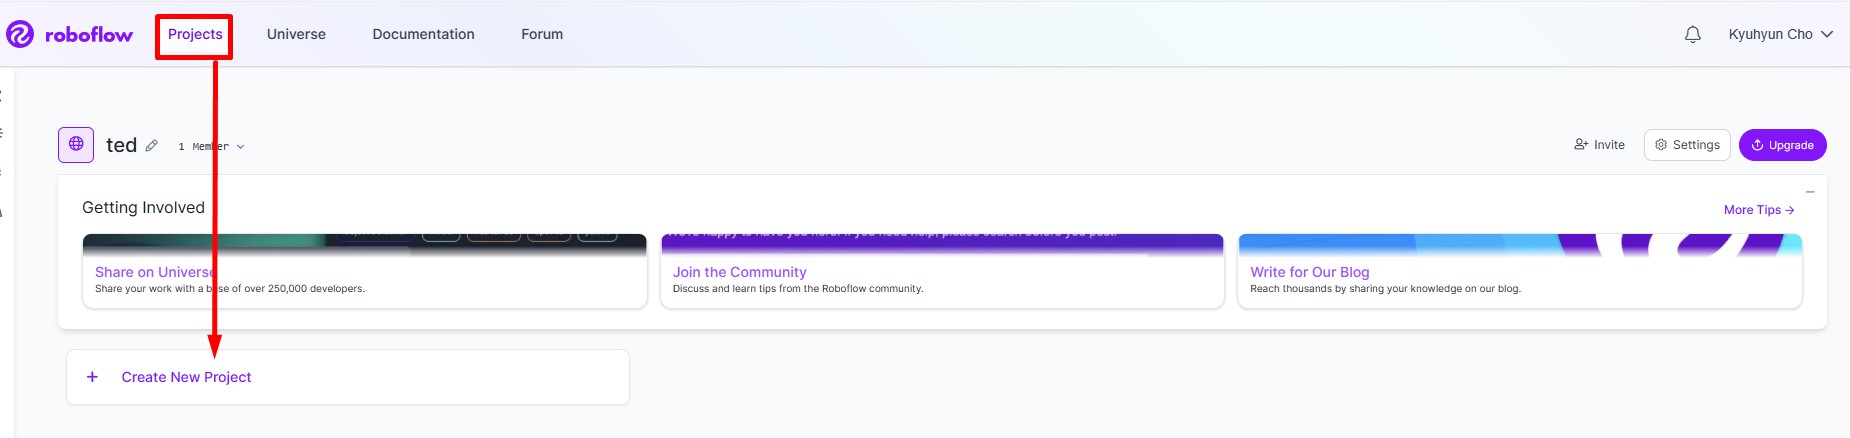 roboflow
Projects
Universe
Documentation
Forum
Kyuhyun Cho
ted
1 Member
Invite
Settings
Upgrade
Getting Involved
More Tips →
Share on Universe
Share your work with a base of over 250,000 developers.
Join the Community
Discuss and learn tips from the Roboflow community.
Write for Our Blog
Reach thousands by sharing your knowledge on our blog.
+ Create New Project